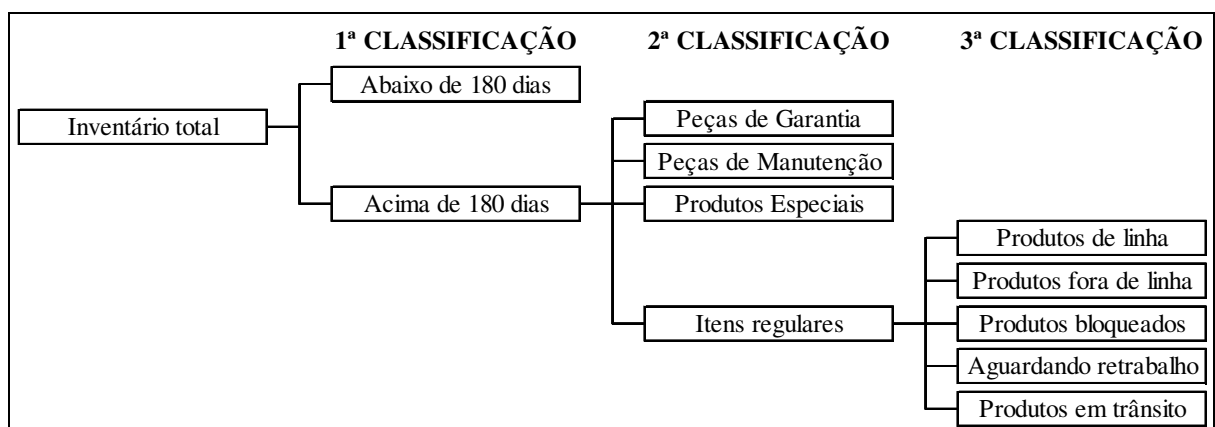 1ª CLASSIFICAÇÃO 2ª CLASSIFICAÇÃO 3ª CLASSIFICAÇÃO
Abaixo de 180 dias
Inventário total
Peças de Garantia
Peças de Manutenção
Acima de 180 dias
Produtos Especiais
Produtos de linha
Produtos fora de linha
Itens regulares
Produtos bloqueados
Aguardando retrabalho
Produtos em trânsito